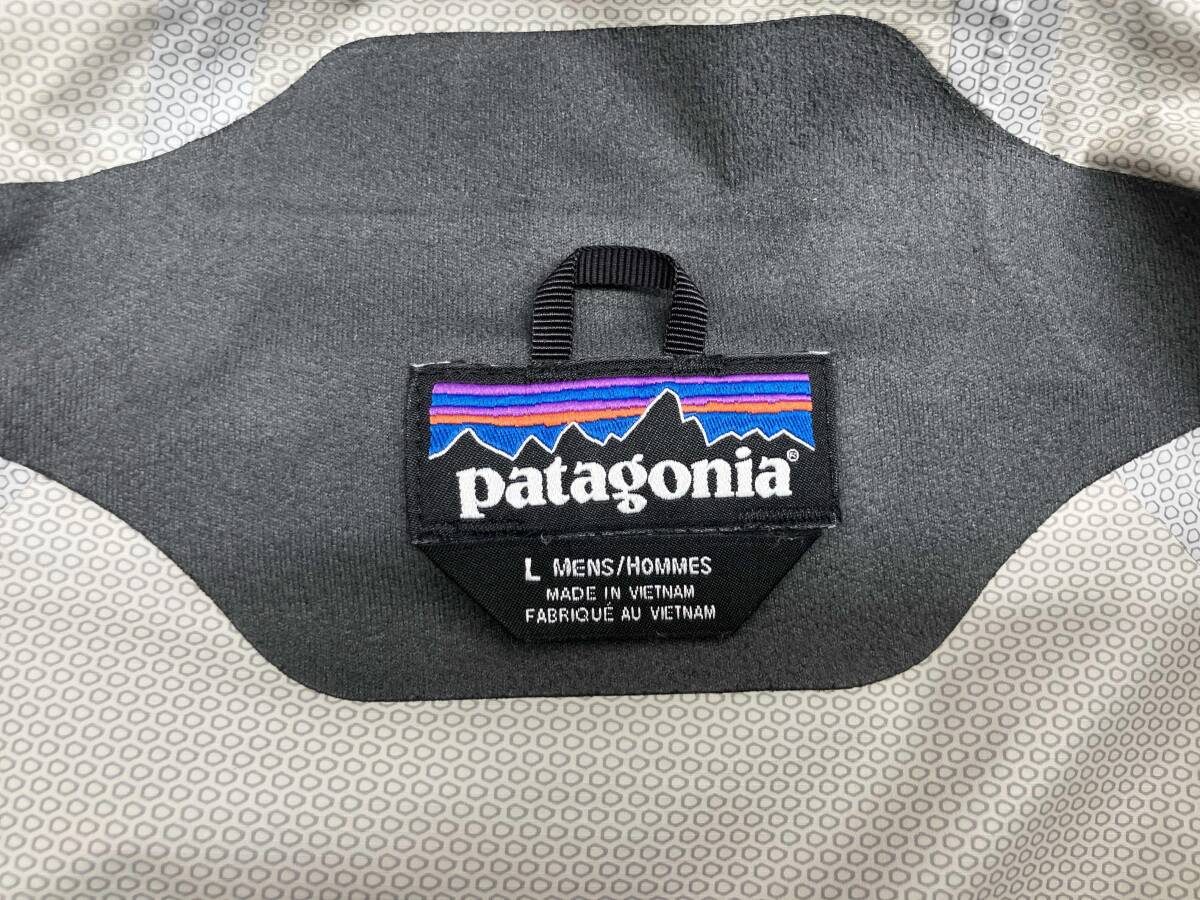 patagonia®
L MENS/HOMMES
MADE IN VIETNAM
FABRIQUÉ AU VIETNAM